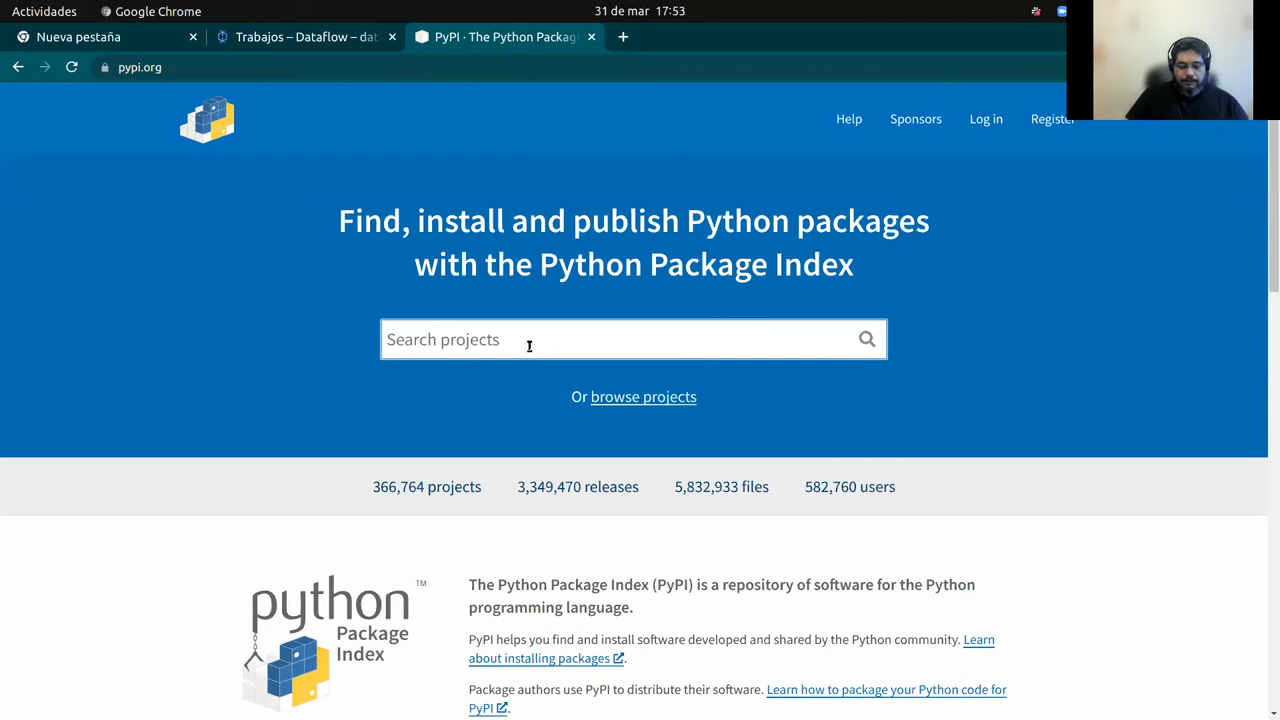 Actividades
Google Chrome
31 de mar 17:53
Nueva pestaña
Trabajos – Dataflow – dat
PyPI · The Python Packag
pypi.org
Help
Sponsors
Log in
Register
Find, install and publish Python packages
with the Python Package Index
Search projects
Or browse projects
366,764 projects
3,349,470 releases
5,832,933 files
582,760 users
python
TM
Package
Index
The Python Package Index (PyPI) is a repository of software for the Python
programming language.
PyPI helps you find and install software developed and shared by the Python community. Learn
about installing packages.
Package authors use PyPI to distribute their software. Learn how to package your Python code for
PyPI.